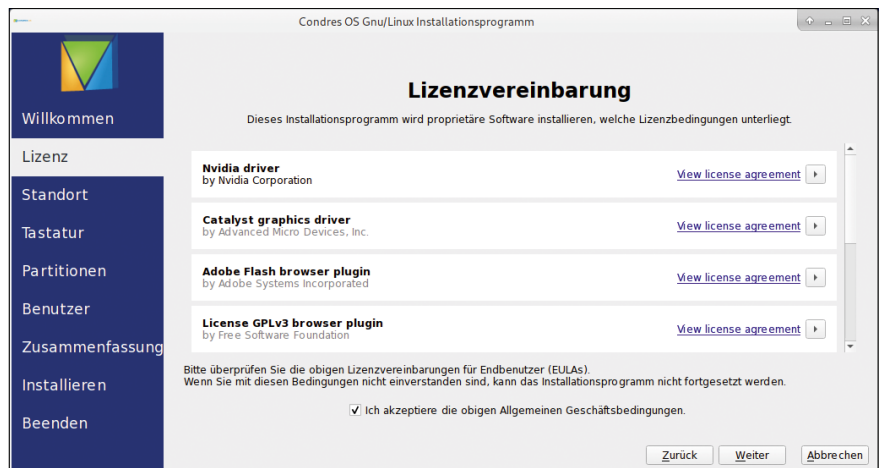 Condres OS Gnu/Linux Installationsprogramm
Willkommen
Lizenz
Standort
Tastatur
Partitionen
Benutzer
Zusammenfassung
Installieren
Beenden
Lizenzvereinbarung
Dieses Installationsprogramm wird proprietäre Software installieren, welche Lizenzbedingungen unterliegt.
Nvidia driver
by Nvidia Corporation
View license agreement
Catalyst graphics driver
by Advanced Micro Devices, Inc.
View license agreement
Adobe Flash browser plugin
by Adobe Systems Incorporated
View license agreement
License GPLv3 browser plugin
by Free Software Foundation
View license agreement
Bitte überprüfen Sie die obigen Lizenzvereinbarungen für Endbenutzer (EULAs).
Wenn Sie mit diesen Bedingungen nicht einverstanden sind, kann das Installationsprogramm nicht fortgesetzt werden.
Ich akzeptiere die obigen Allgemeinen Geschäftsbedingungen.
Zurück
Weiter
Abbrechen